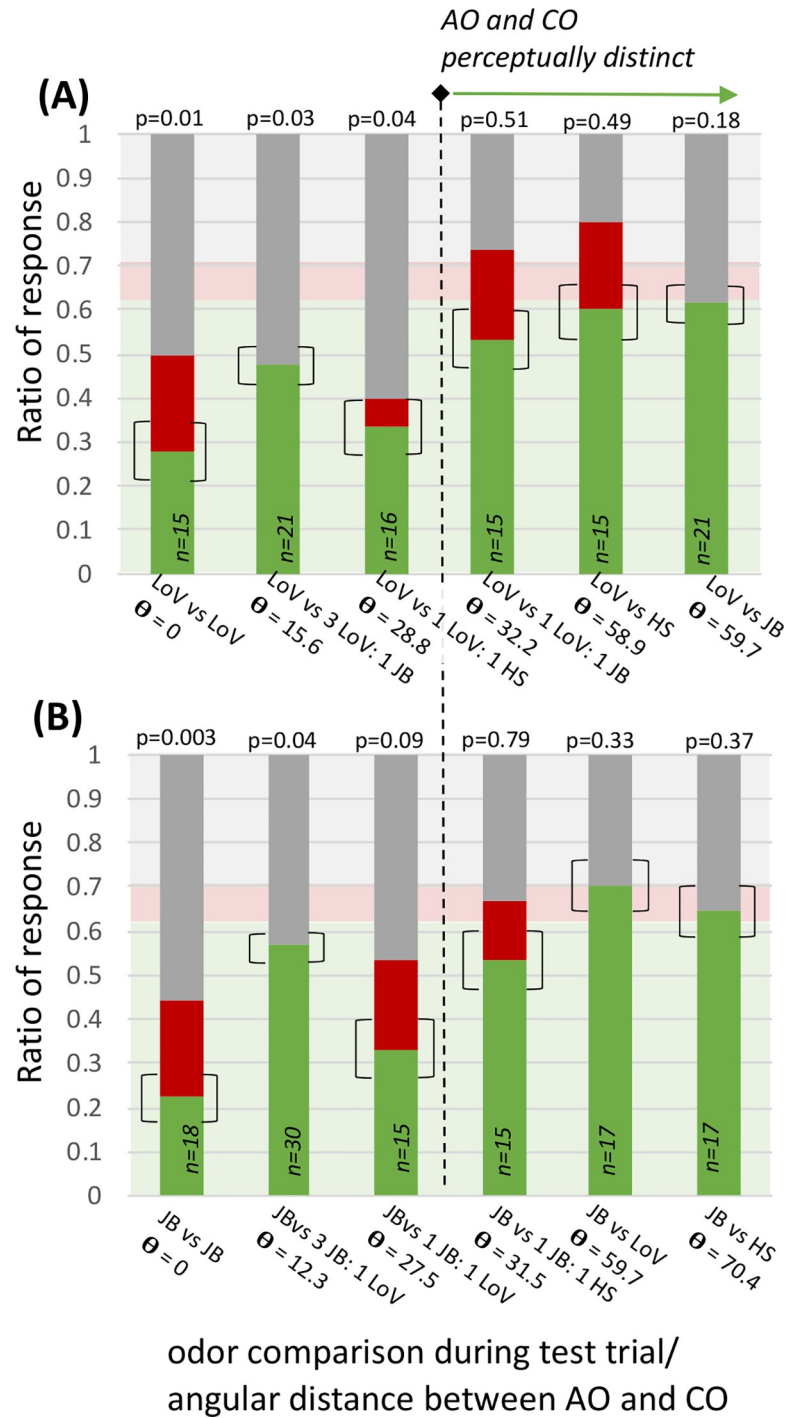 AO and CO
perceptually distinct
(A)
p=0.01 p=0.03 p=0.04 p=0.51 p=0.49 p=0.18
Ratio of response
1
0.9
0.8
0.7
0.6
0.5
0.4
0.3
0.2
0.1
0
n=15
n=21
n=16
n=15
n=15
n=21
LoV vs LoV
ϴ = 0
LoV vs 3 LoV: 1 JB
ϴ = 15.6
LoV vs 1 LoV: 1 HS
ϴ = 28.8
LoV vs 1 LoV: 1 JB
ϴ = 32.2
LoV vs HS
ϴ = 58.9
LoV vs JB
ϴ = 59.7
(B)
p=0.003 p=0.04 p=0.09 p=0.79 p=0.33 p=0.37
Ratio of response
1
0.9
0.8
0.7
0.6
0.5
0.4
0.3
0.2
0.1
0
n=18
n=30
n=15
n=15
n=17
n=17
JB vs JB
ϴ = 0
JBvs 3 JB: 1 LoV
ϴ = 12.3
JBvs 1 JB: 1 LoV
ϴ = 27.5
JB vs 1 JB: 1 HS
ϴ = 31.5
JB vs LoV
ϴ = 59.7
JB vs HS
ϴ = 70.4
odor comparison during test trial/
angular distance between AO and CO